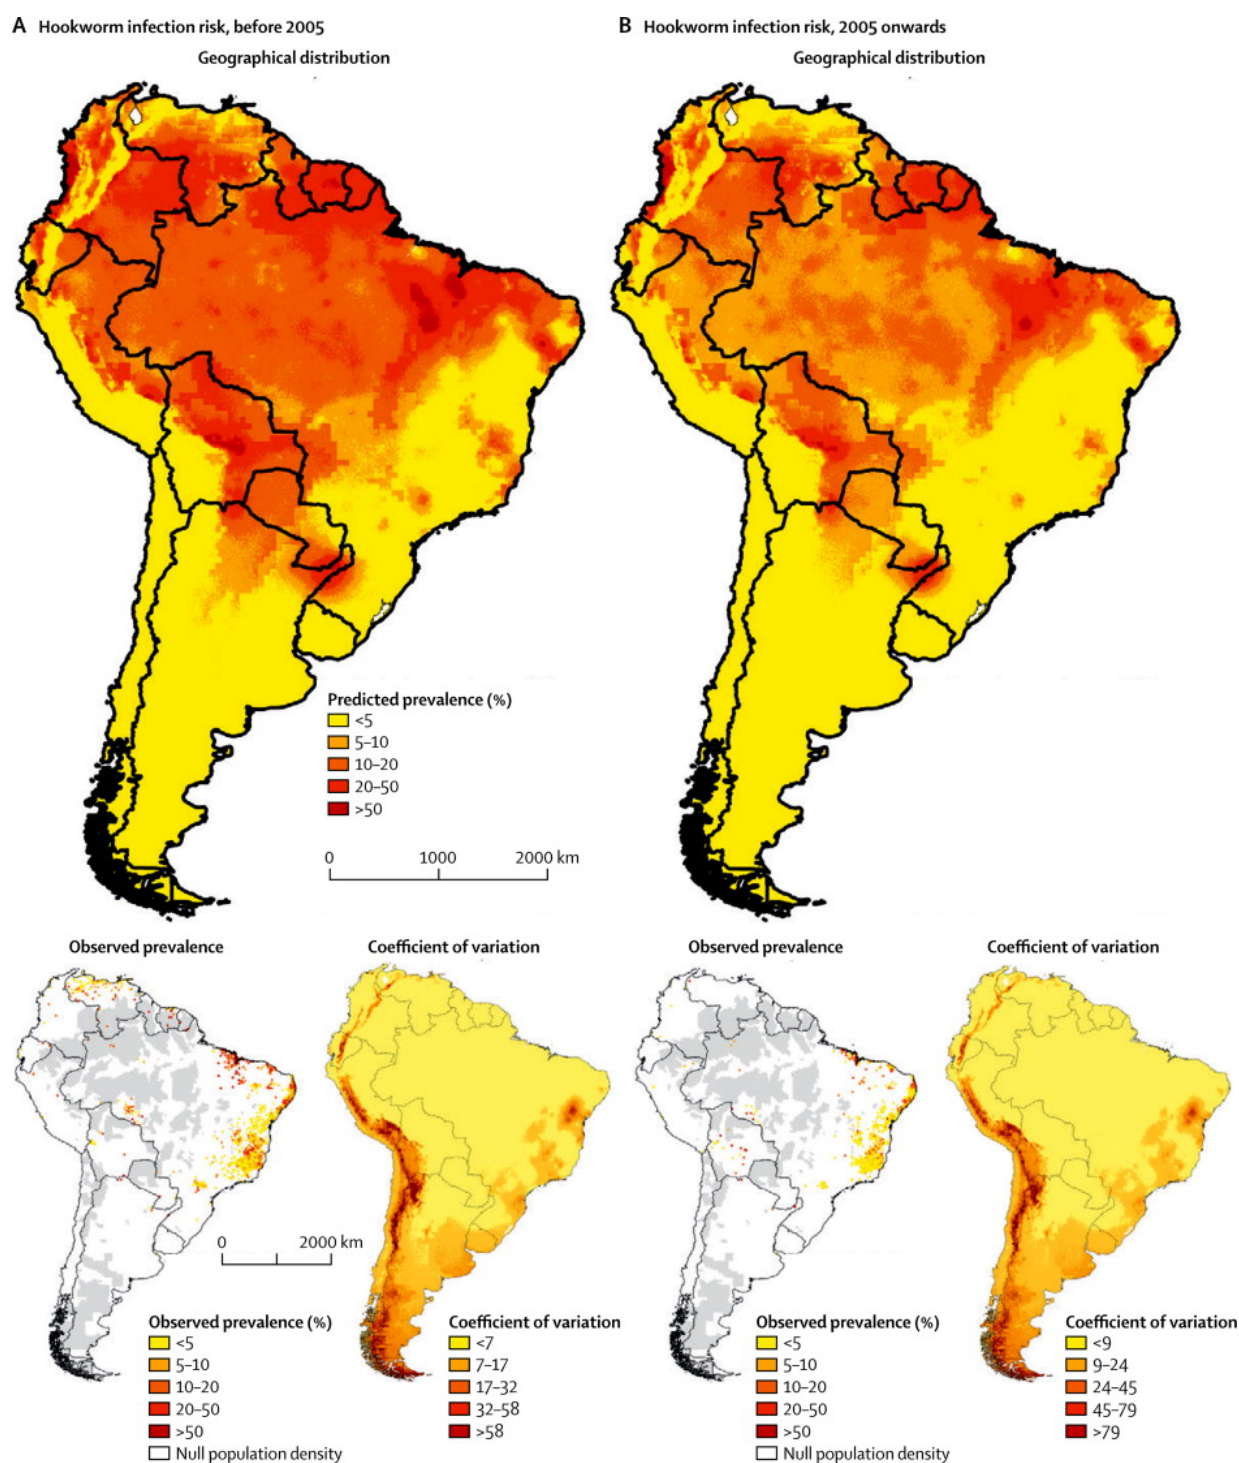 A Hookworm infection risk, before 2005
Geographical distribution
Predicted prevalence (%)
<5
5–10
10–20
20–50
>50
0 1000 2000 km
Observed prevalence
0 2000 km
Observed prevalence (%)
<5
5–10
10–20
20–50
>50
Null population density
Coefficient of variation
Coefficient of variation
<7
7–17
17–32
32–58
>58
B Hookworm infection risk, 2005 onwards
Geographical distribution
Observed prevalence
Observed prevalence (%)
<5
5–10
10–20
20–50
>50
Null population density
Coefficient of variation
Coefficient of variation
<9
9–24
24–45
45–79
>79